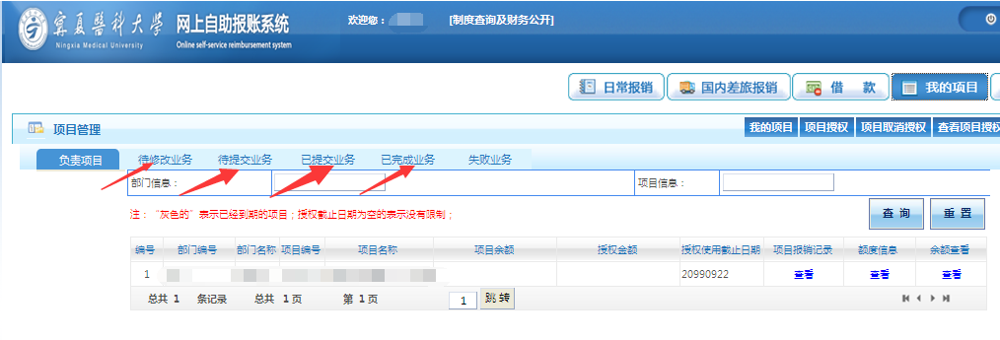 宁夏医科大学 网上自助报账系统 欢迎您： [制度查询及财务公开]
Ningxia Medical University Online self-service reimbursement system
日常报销 国内差旅报销 借 款 我的项目
项目管理 我的项目 项目授权 项目取消授权 查看项目授权
负责项目 待修改业务 待提交业务 已提交业务 已完成业务 失败业务
部门信息： 项目信息：
注：“灰色的”表示已经到期的项目；授权截止日期为空的表示没有限制； 查 询 重 置
编号 部门编号 部门名称 项目编号 项目名称 项目余额 授权金额 授权使用截止日期 项目报销记录 额度信息 余额查看
1 20990922 查看 查看 查看
总共 1 条记录 总共 1 页 第 1 页 1 跳 转